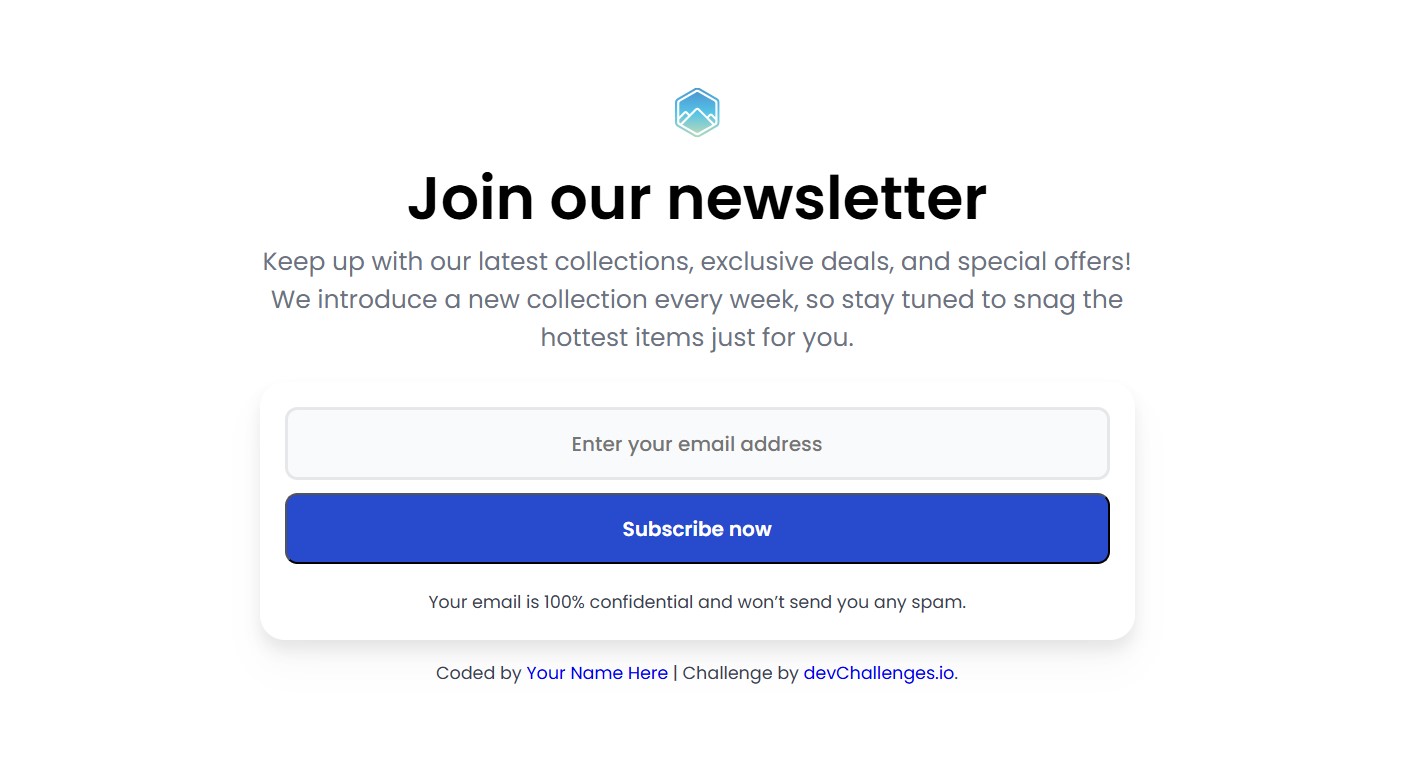 Join our newsletter
Keep up with our latest collections, exclusive deals, and special offers!
We introduce a new collection every week, so stay tuned to snag the
hottest items just for you.
Enter your email address
Subscribe now
Your email is 100% confidential and won’t send you any spam.
Coded by Your Name Here | Challenge by devChallenges.io.